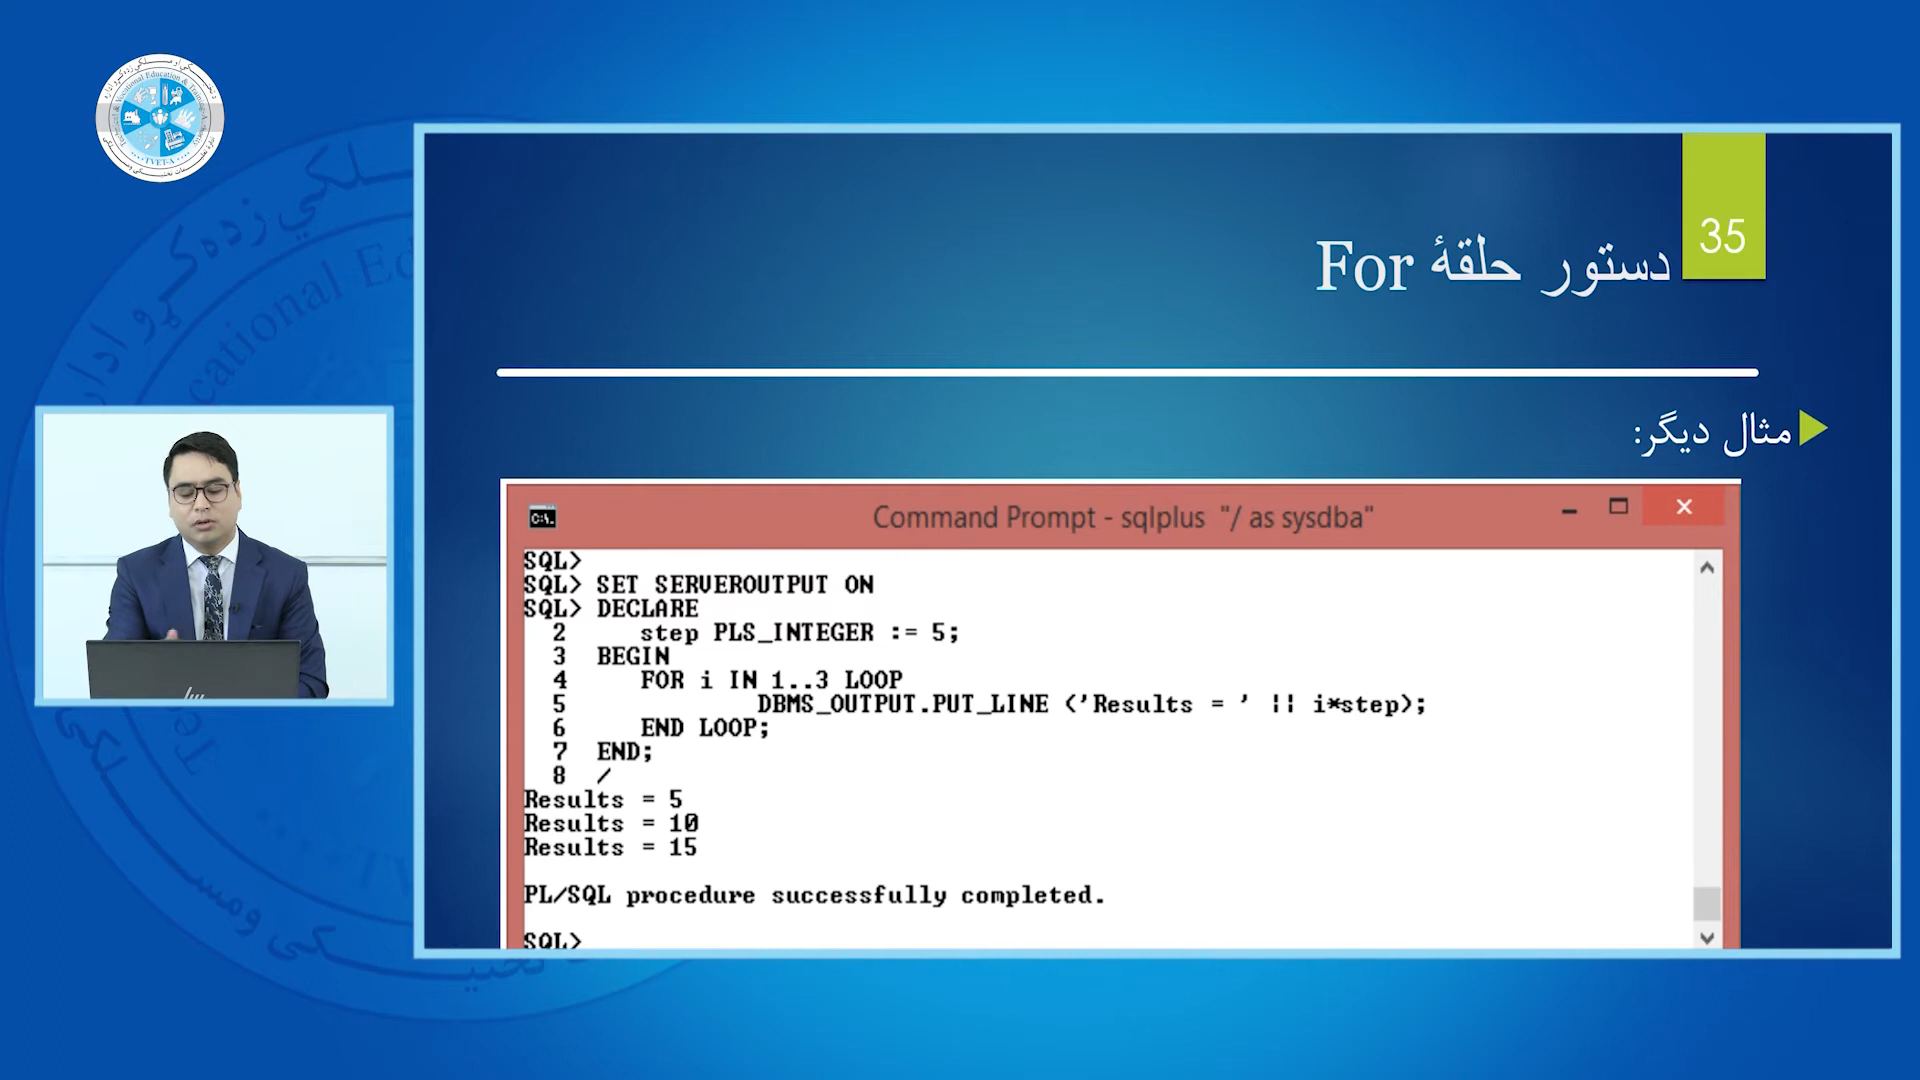 35
دستور حلقۀ For
مثال دیگر:
Command Prompt - sqlplus "/ as sysdba"
SQL>
SQL> SET SERVEROUTPUT ON
SQL> DECLARE
2 step PLS_INTEGER := 5;
3 BEGIN
4 FOR i IN 1..3 LOOP
5 DBMS_OUTPUT.PUT_LINE ('Results = ' || i*step);
6 END LOOP;
7 END;
8 /
Results = 5
Results = 10
Results = 15
PL/SQL procedure successfully completed.
SQL>